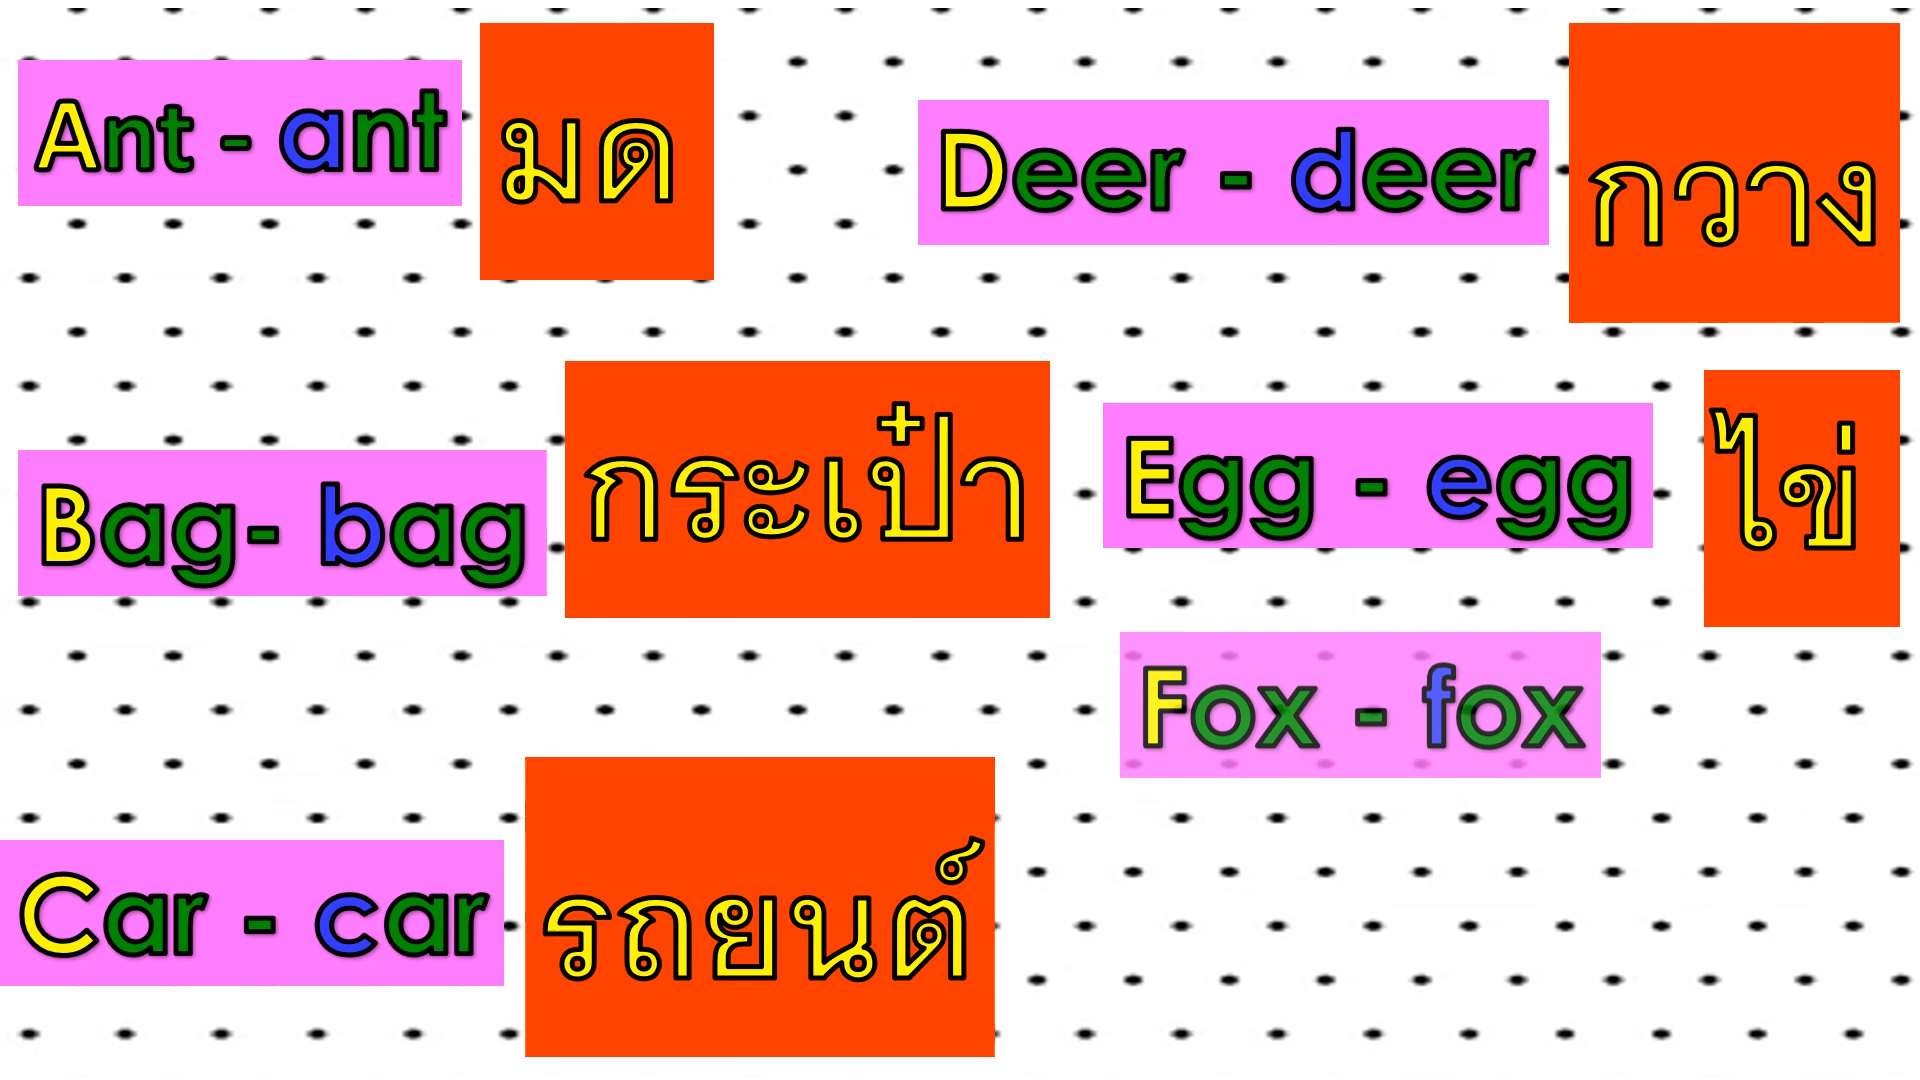 Ant - ant มด
Bag- bag กระเป๋า
Car - car รถยนต์
Deer - deer กวาง
Egg - egg ไข่
Fox - fox